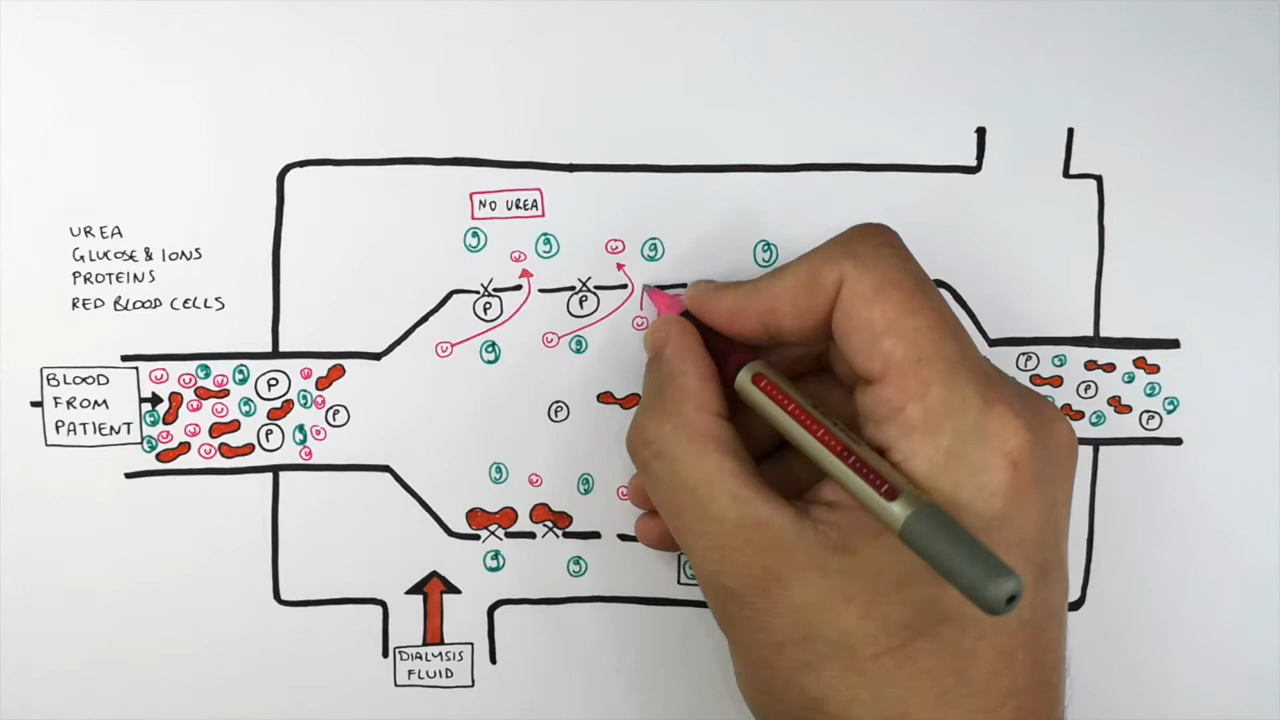 NO UREA
UREA
GLUCOSE & IONS
PROTEINS
RED BLOOD CELLS
g g u u g g
P P
u u g g u
BLOOD
FROM
PATIENT
P P P
P
g u g u
g g
P P P
DIALYSIS
FLUID